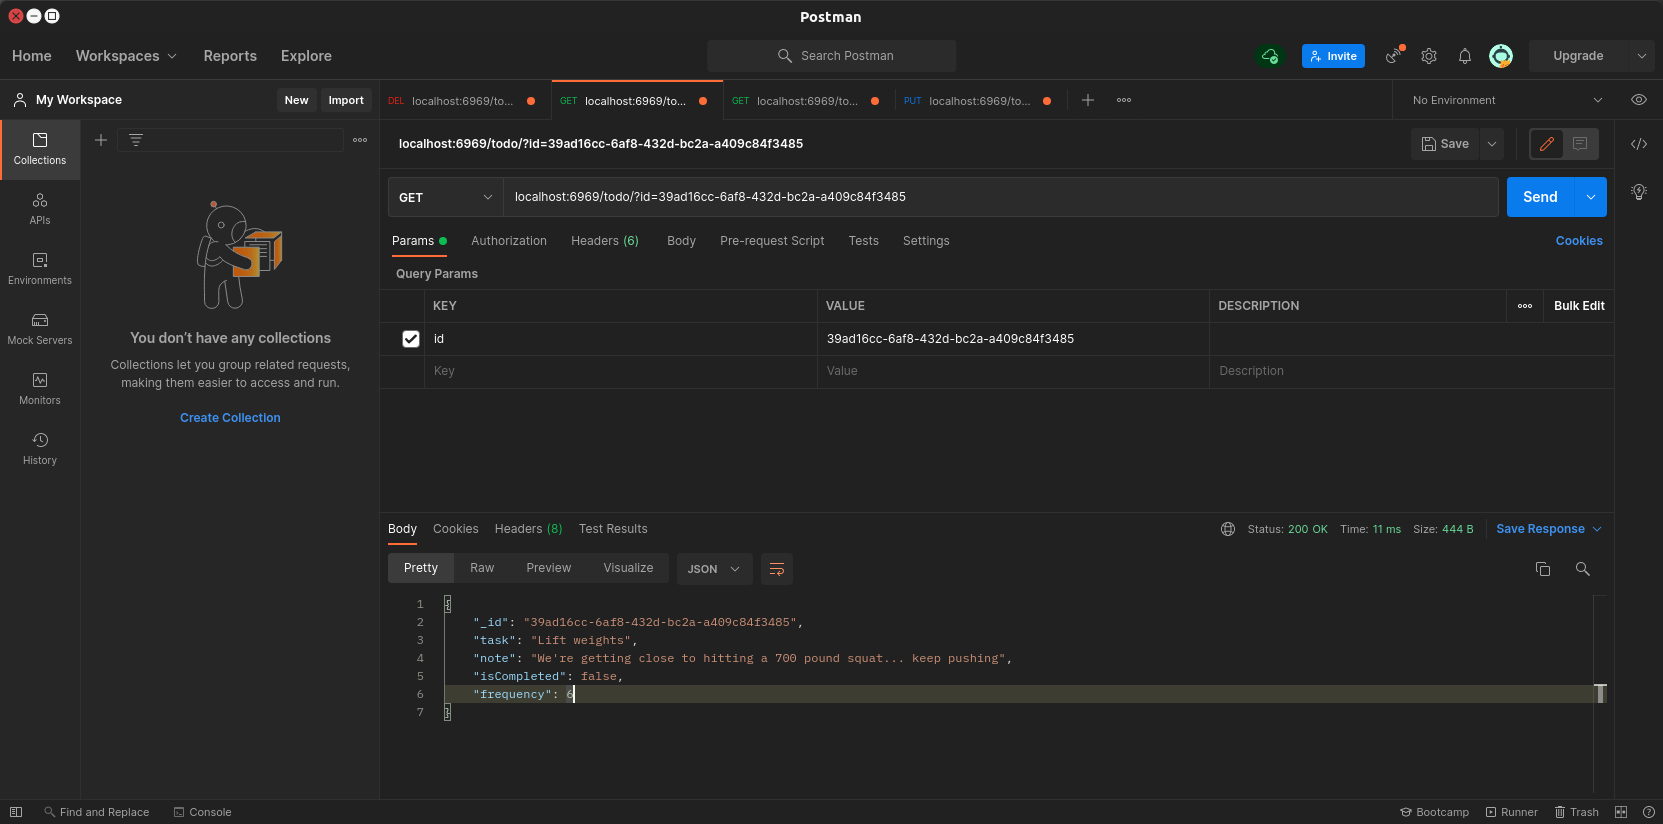 Postman
Home Workspaces Reports Explore Search Postman Invite Upgrade
My Workspace New Import
DEL localhost:6969/to... GET localhost:6969/to... GET localhost:6969/to... PUT localhost:6969/to... No Environment
Collections
APIs
Environments
Mock Servers
Monitors
History
You don't have any collections
Collections let you group related requests,
making them easier to access and run.
Create Collection
localhost:6969/todo/?id=39ad16cc-6af8-432d-bc2a-a409c84f3485 Save
GET localhost:6969/todo/?id=39ad16cc-6af8-432d-bc2a-a409c84f3485 Send
Params Authorization Headers (6) Body Pre-request Script Tests Settings Cookies
Query Params
KEY VALUE DESCRIPTION Bulk Edit
id 39ad16cc-6af8-432d-bc2a-a409c84f3485
Key Value Description
Body Cookies Headers (8) Test Results Status: 200 OK Time: 11 ms Size: 444 B Save Response
Pretty Raw Preview Visualize JSON
1 {
2 "_id": "39ad16cc-6af8-432d-bc2a-a409c84f3485",
3 "task": "Lift weights",
4 "note": "We're getting close to hitting a 700 pound squat... keep pushing",
5 "isCompleted": false,
6 "frequency": 6
7 }
Find and Replace Console Bootcamp Runner Trash